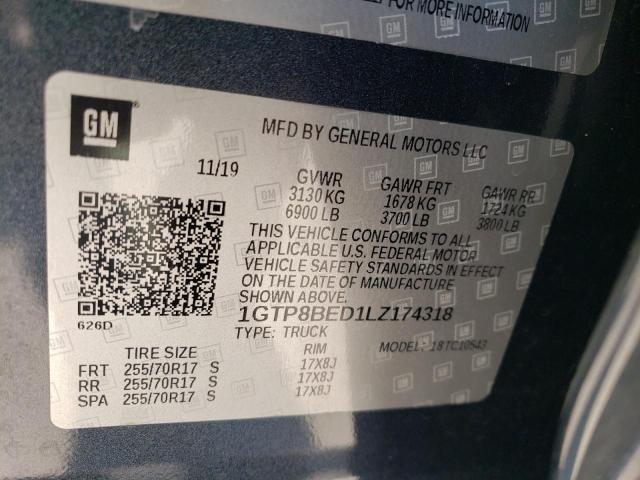 FOR MORE INFORMATION
GM
MFD BY GENERAL MOTORS LLC
11/19
GVWR GAWR FRT GAWR RR
3130 KG 1678 KG 1724 KG
6900 LB 3700 LB 3800 LB
THIS VEHICLE CONFORMS TO ALL
APPLICABLE U.S. FEDERAL MOTOR
VEHICLE SAFETY STANDARDS IN EFFECT
ON THE DATE OF MANUFACTURE
SHOWN ABOVE.
1GTP8BED1LZ174318
626D
TYPE: TRUCK MODEL: 18TC10543
TIRE SIZE RIM
FRT 255/70R17 S 17X8J
RR 255/70R17 S 17X8J
SPA 255/70R17 S 17X8J